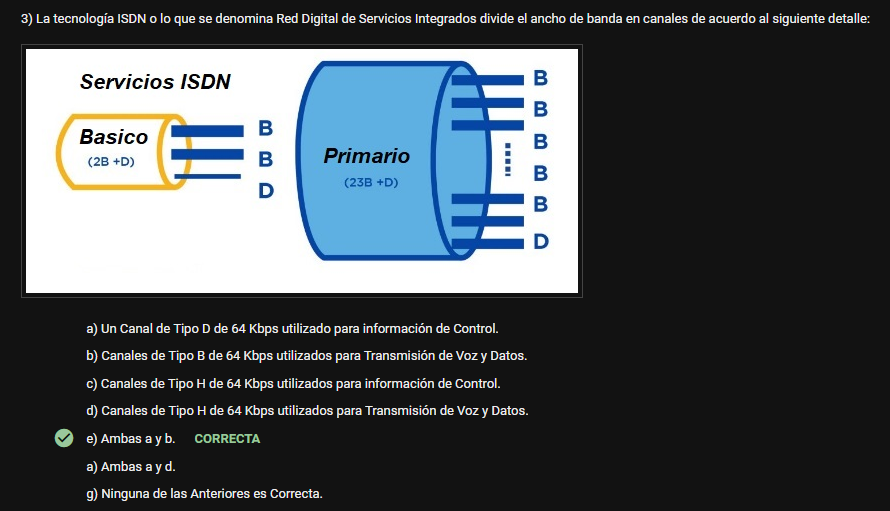 3) La tecnología ISDN o lo que se denomina Red Digital de Servicios Integrados divide el ancho de banda en canales de acuerdo al siguiente detalle:
Servicios ISDN
Basico
(2B +D)
B
B
D
Primario
(23B +D)
B
B
B
B
B
D
a) Un Canal de Tipo D de 64 Kbps utilizado para información de Control.
b) Canales de Tipo B de 64 Kbps utilizados para Transmisión de Voz y Datos.
c) Canales de Tipo H de 64 Kbps utilizados para información de Control.
d) Canales de Tipo H de 64 Kbps utilizados para Transmisión de Voz y Datos.
e) Ambas a y b. CORRECTA
a) Ambas a y d.
g) Ninguna de las Anteriores es Correcta.